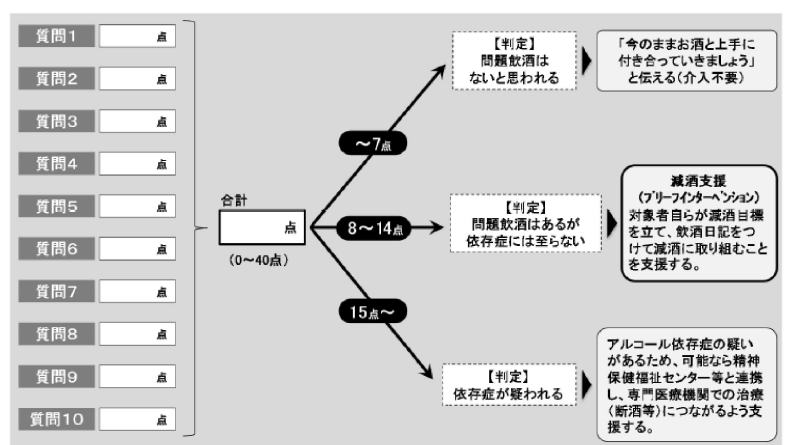 質問1 点
質問2 点
質問3 点
質問4 点
質問5 点
質問6 点
質問7 点
質問8 点
質問9 点
質問10 点
合計
点
(0〜40点)
〜7点
8〜14点
15点〜
【判定】
問題飲酒は
ないと思われる
「今のままお酒と上手に
付き合っていきましょう」
と伝える(介入不要)
【判定】
問題飲酒はあるが
依存症には至らない
減酒支援
(ブリーフインターベンション)
対象者自らが減酒目標
を立て、飲酒日記をつ
けて減酒に取り組むこと
を支援する。
【判定】
依存症が疑われる
アルコール依存症の疑い
があるため、可能なら精神
保健福祉センター等と連携
し、専門医療機関での治療
(断酒等)につながるよう支
援する。